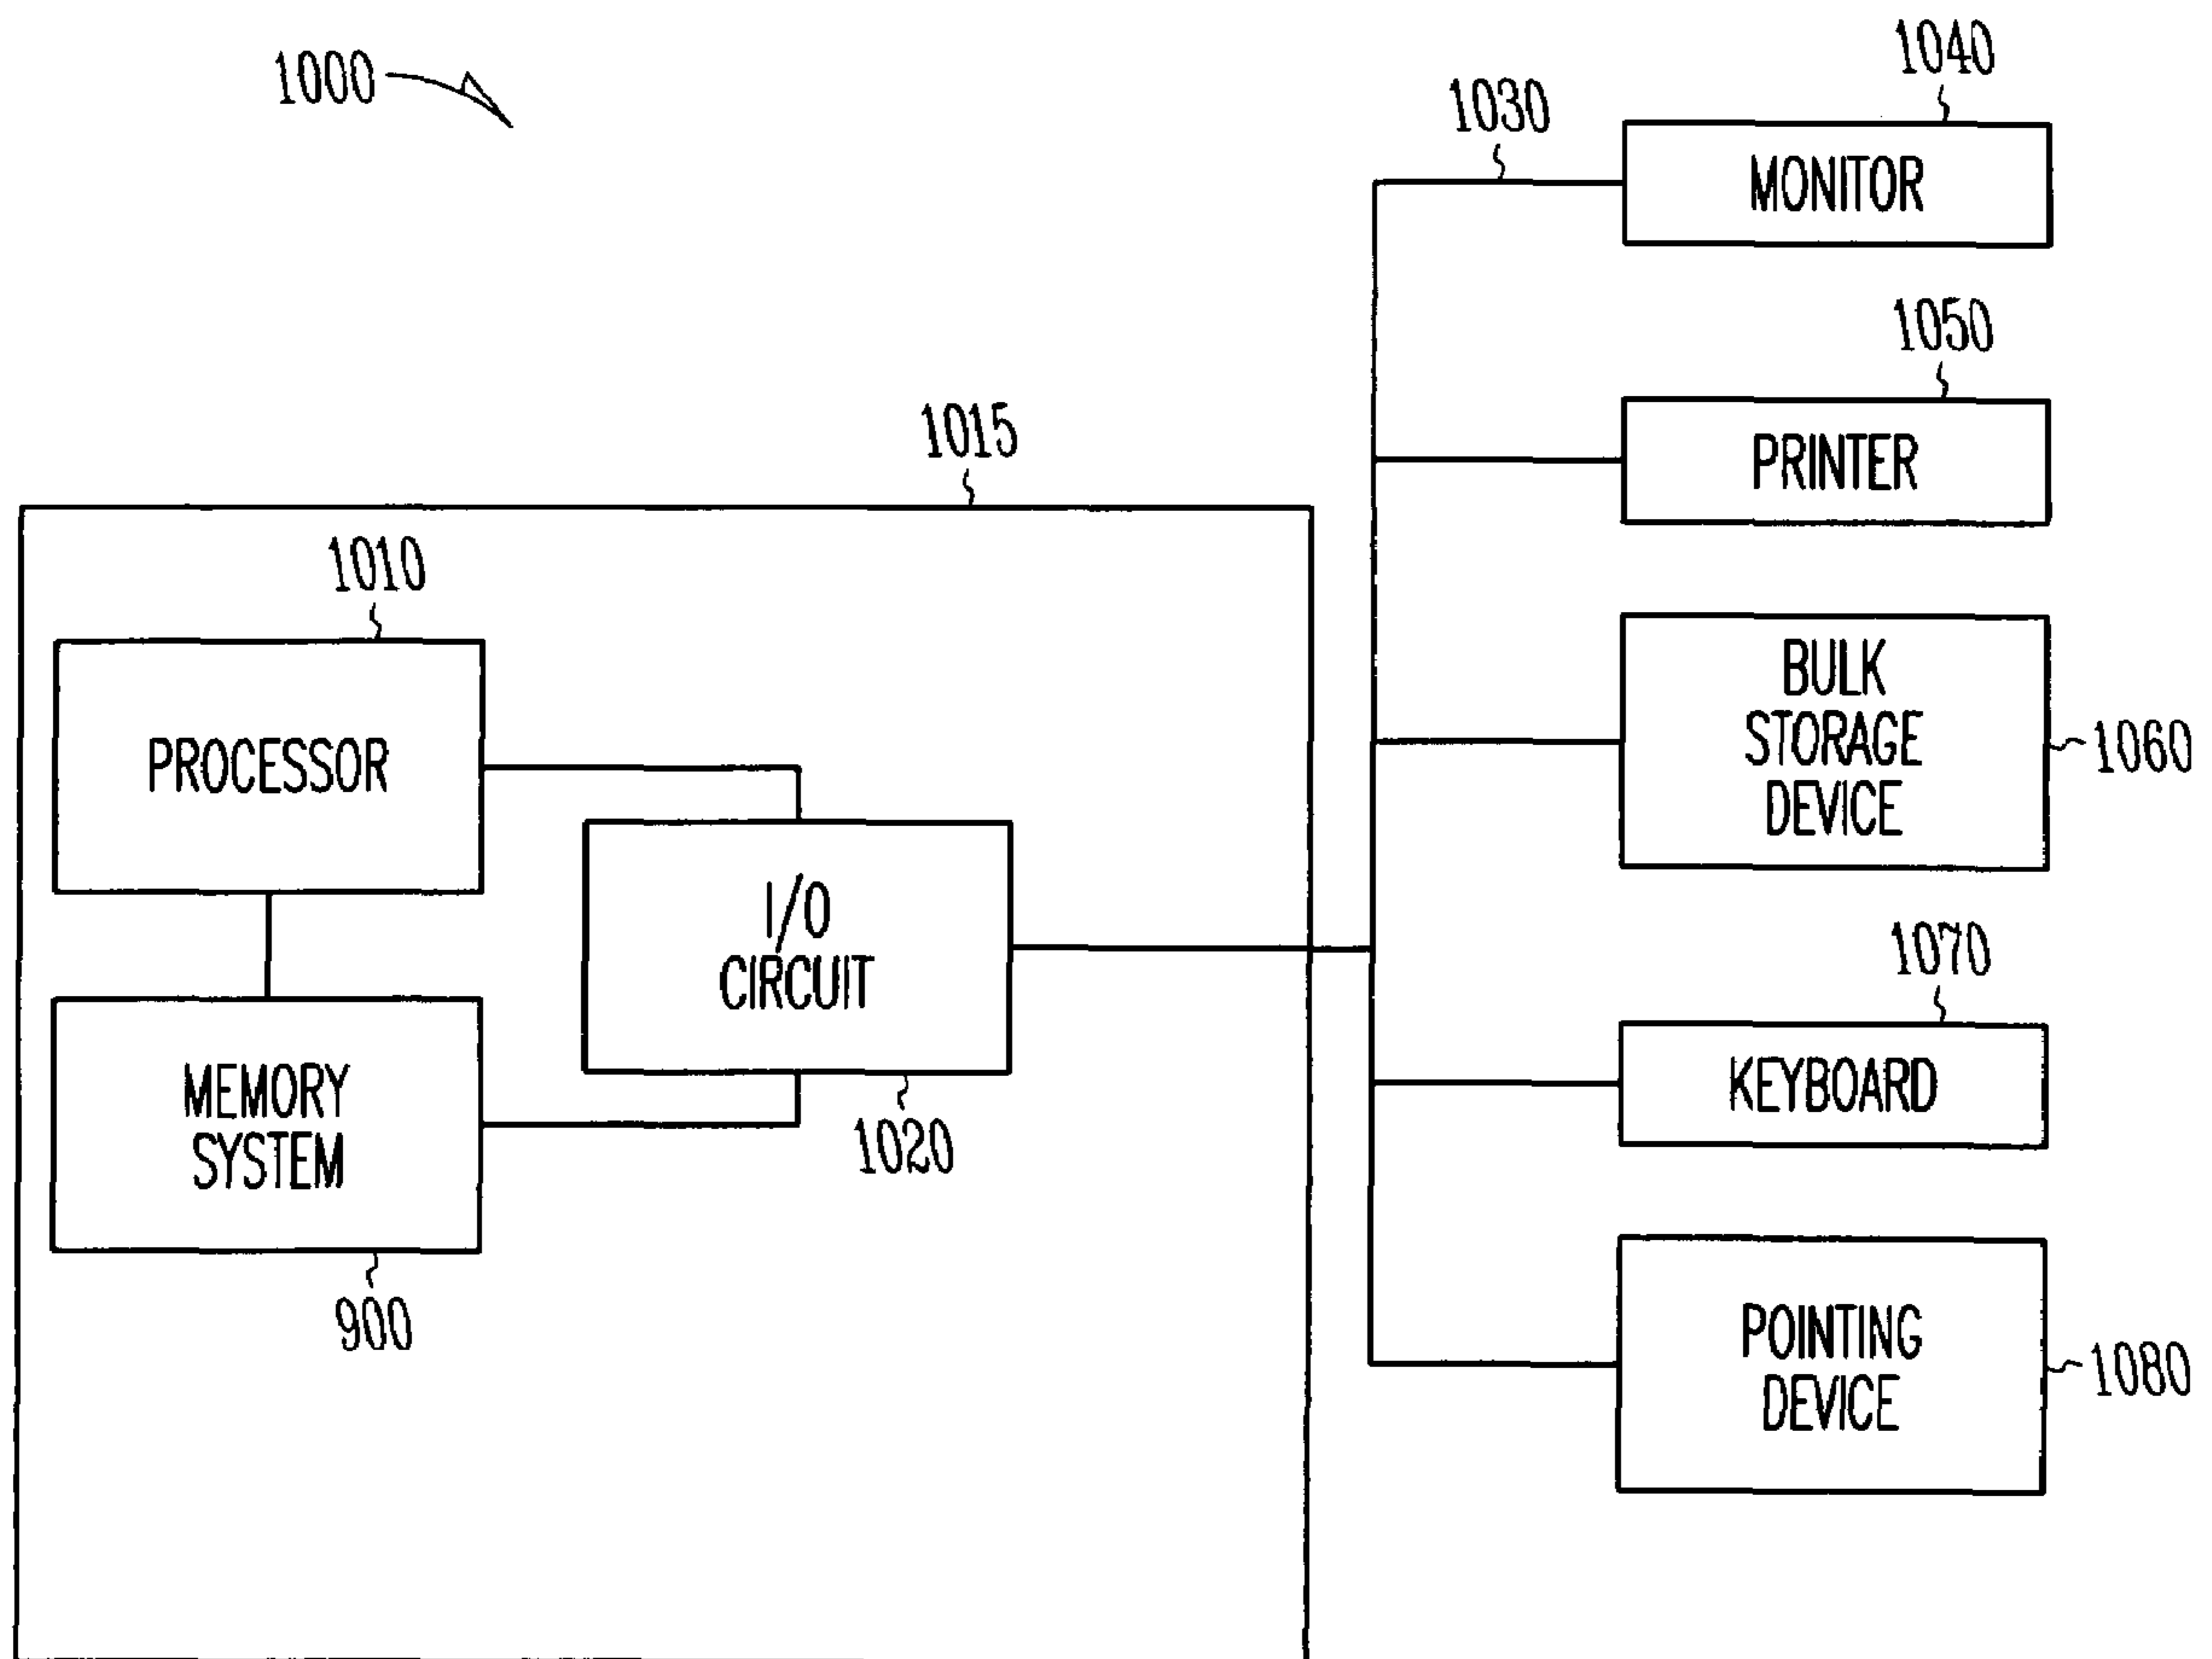 1000
1040
1030
MONITOR
1050
PRINTER
1015
1010
PROCESSOR
BULK
STORAGE
DEVICE
1060
I/O
CIRCUIT
1070
KEYBOARD
MEMORY
SYSTEM
1020
900
POINTING
DEVICE
1080